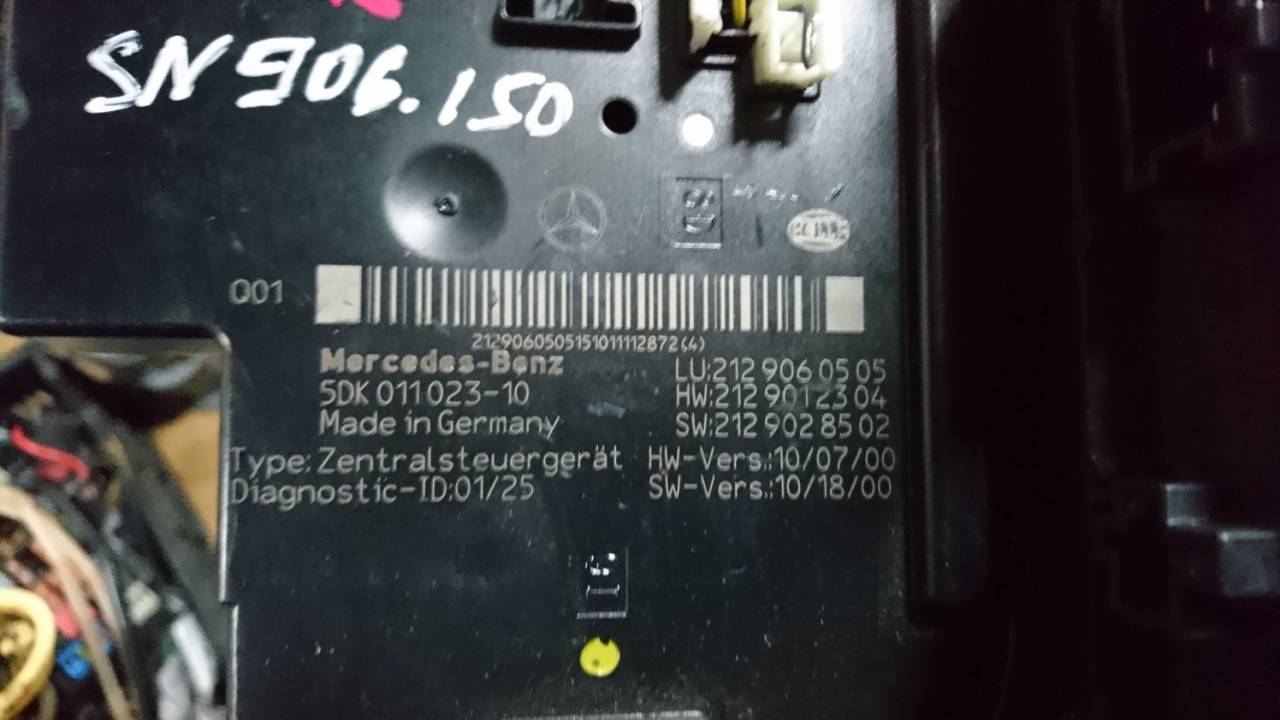 SN 906.150
Q01
21290605051510111​12872(4)
Mercedes-Benz
5DK 011 023-10
Made in Germany
LU:212 906 05 05
HW:212 901 23 04
SW:212 902 85 02
Type: Zentralsteuergerät
Diagnostic-ID:01/25
HW-Vers.:10/07/00
SW-Vers.:10/18/00